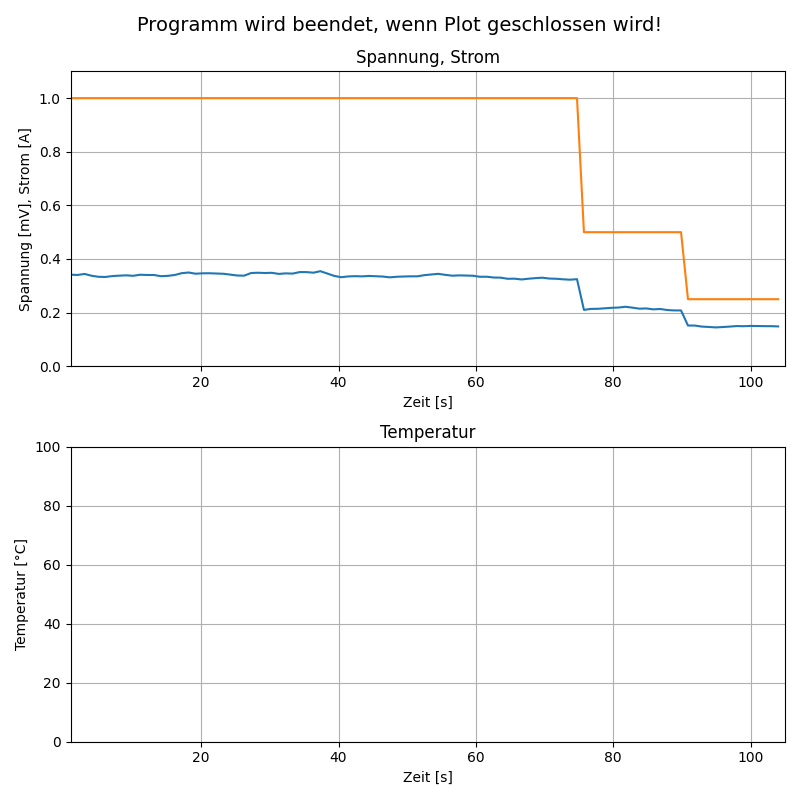 Programm wird beendet, wenn Plot geschlossen wird!
Spannung, Strom
Spannung [mV], Strom [A]
1.0
0.8
0.6
0.4
0.2
0.0
20 40 60 80 100
Zeit [s]
Temperatur
Temperatur [°C]
100
80
60
40
20
0
20 40 60 80 100
Zeit [s]